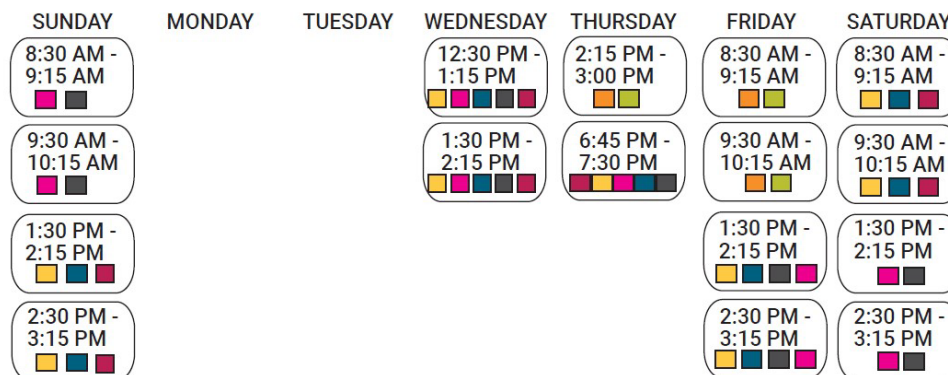 SUNDAY MONDAY TUESDAY WEDNESDAY THURSDAY FRIDAY SATURDAY
8:30 AM -
9:15 AM
12:30 PM -
1:15 PM
2:15 PM -
3:00 PM
8:30 AM -
9:15 AM
8:30 AM -
9:15 AM
9:30 AM -
10:15 AM
1:30 PM -
2:15 PM
6:45 PM -
7:30 PM
9:30 AM -
10:15 AM
9:30 AM -
10:15 AM
1:30 PM -
2:15 PM
1:30 PM -
2:15 PM
1:30 PM -
2:15 PM
2:30 PM -
3:15 PM
2:30 PM -
3:15 PM
2:30 PM -
3:15 PM